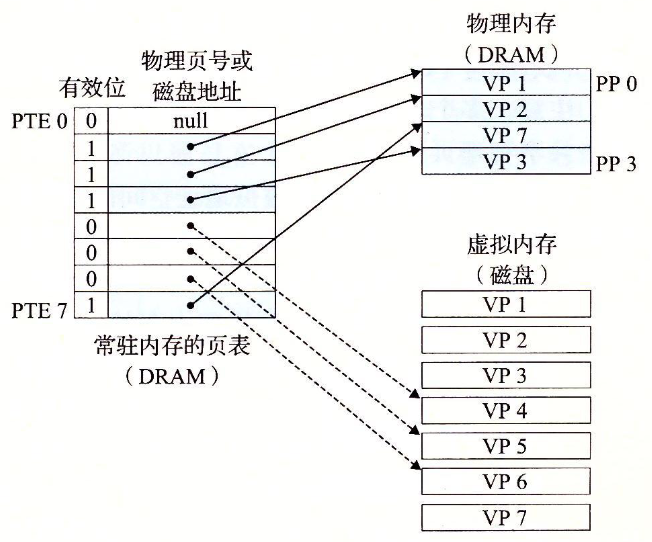 物理页号或
磁盘地址
有效位
PTE 0
0
null
1
1
1
0
0
0
PTE 7
1
常驻内存的页表
（DRAM）
物理内存
（DRAM）
VP 1
PP 0
VP 2
VP 7
VP 3
PP 3
虚拟内存
（磁盘）
VP 1
VP 2
VP 3
VP 4
VP 5
VP 6
VP 7